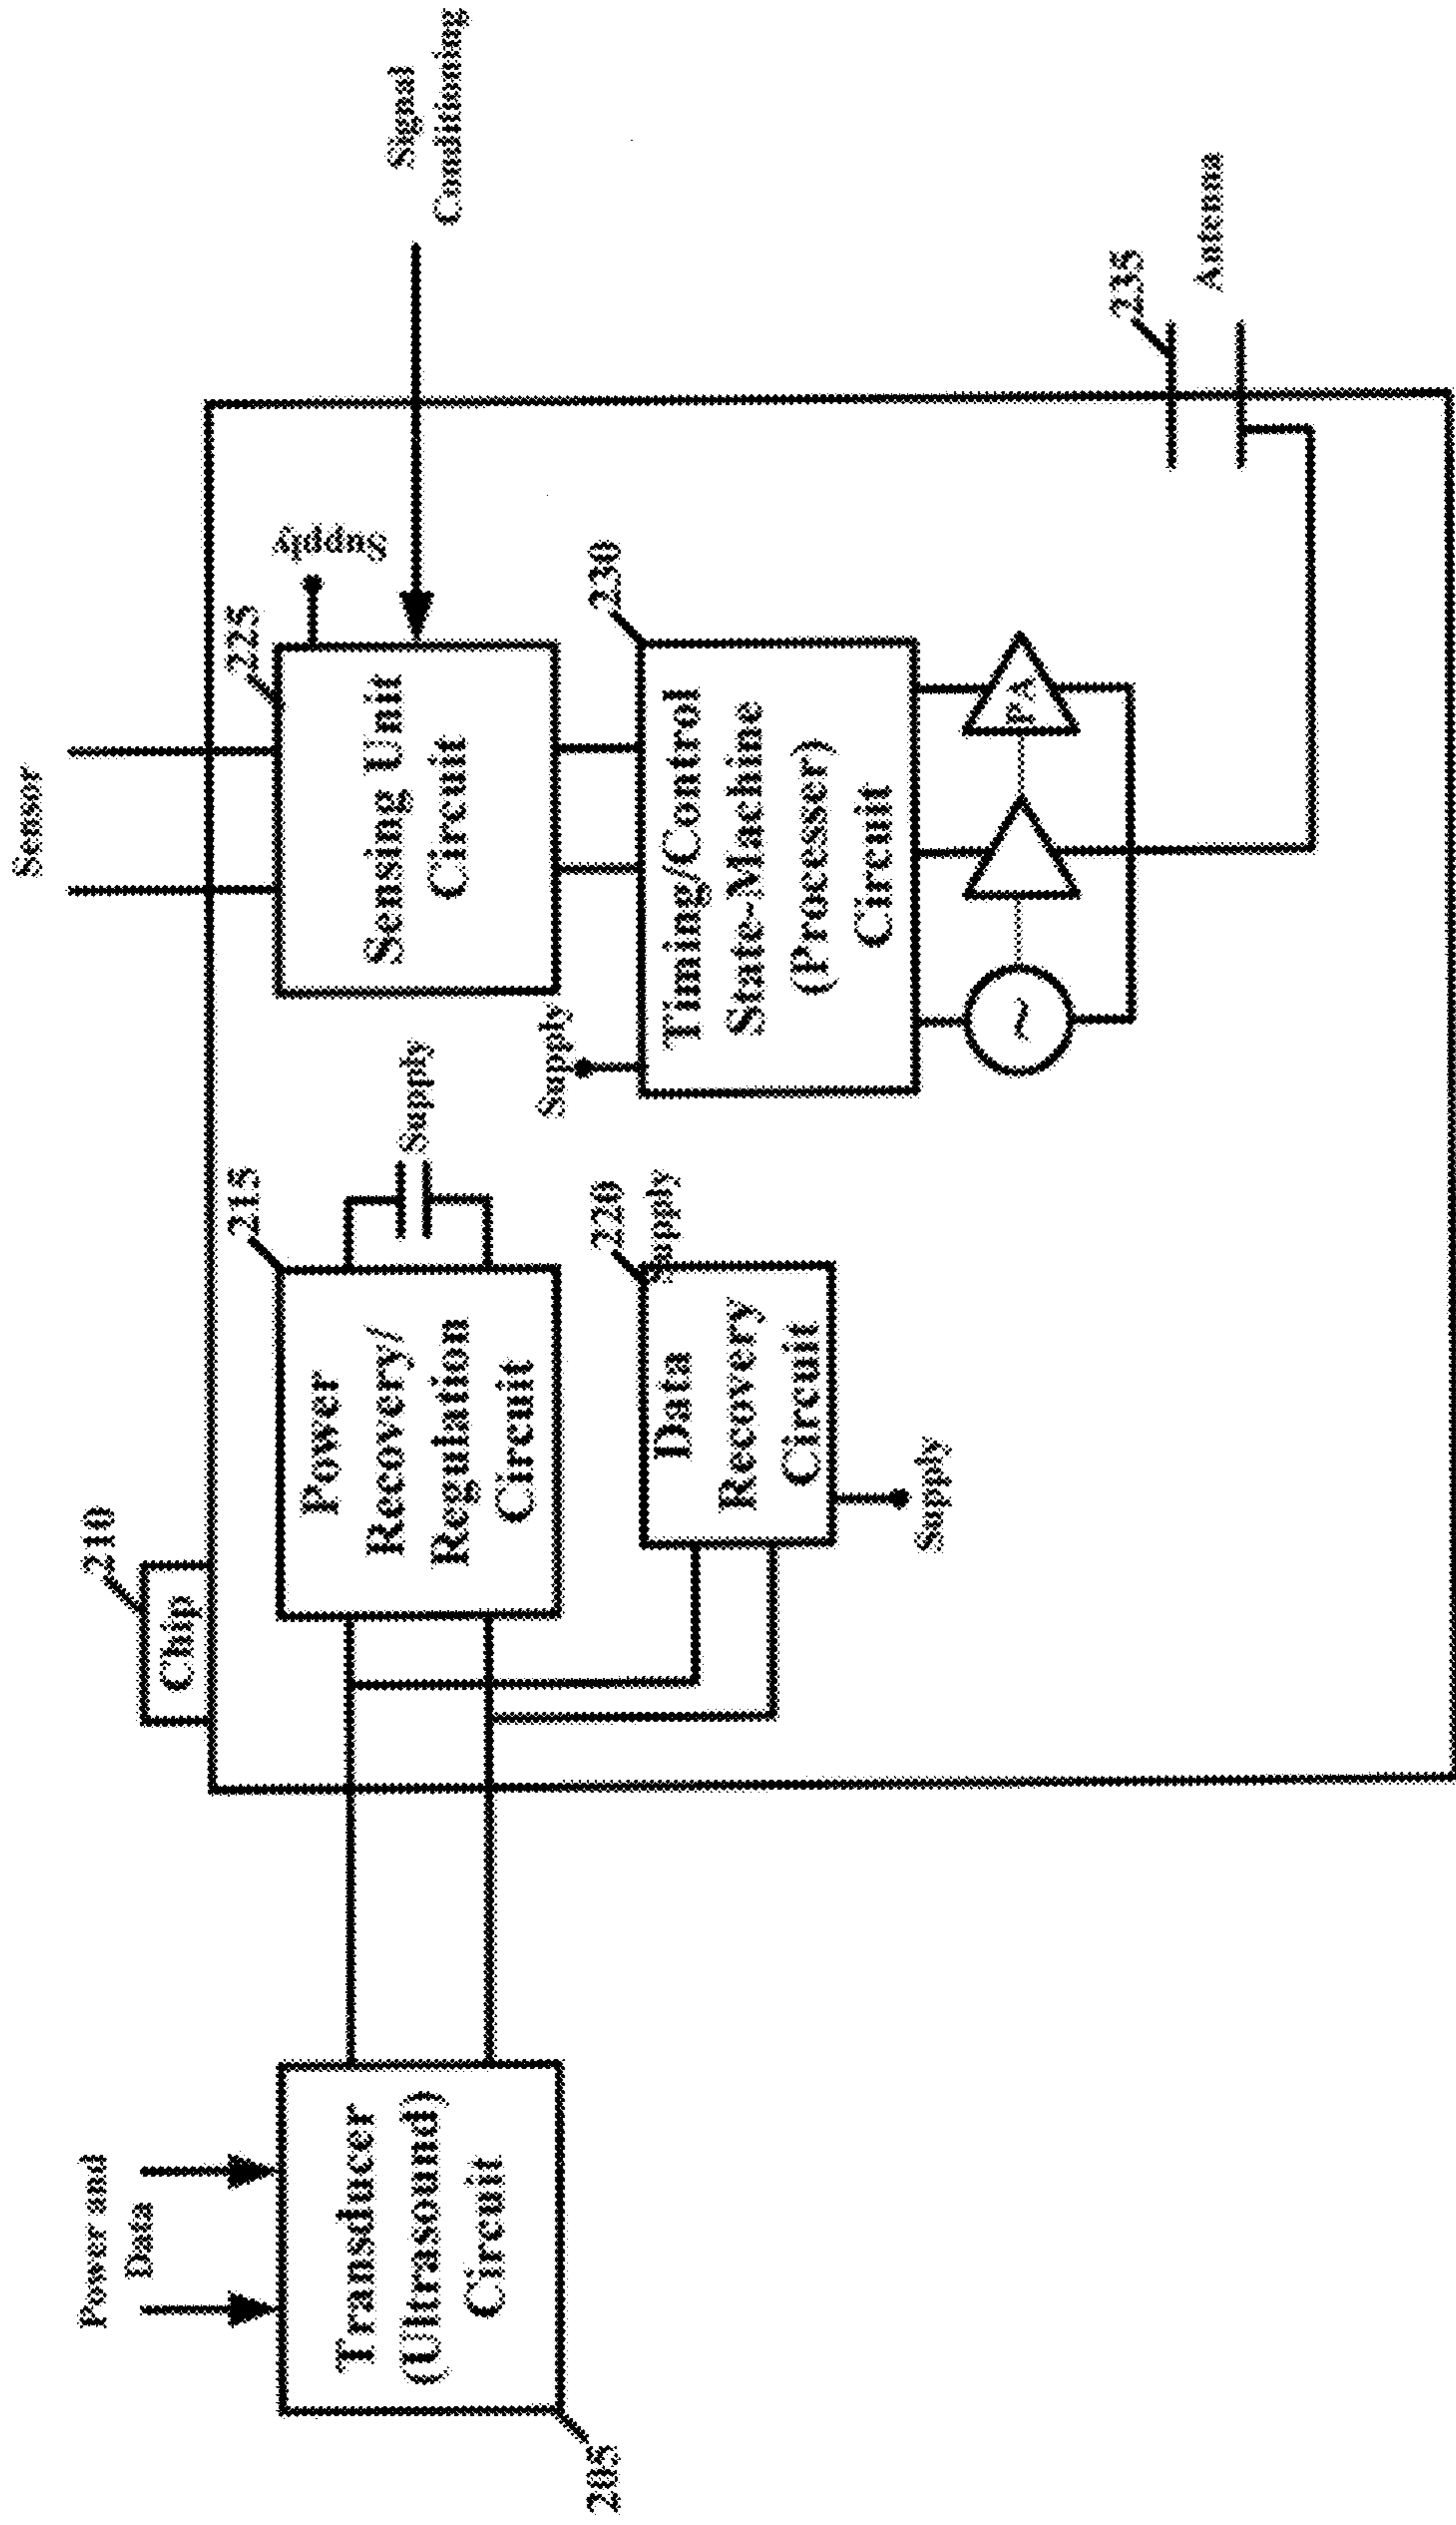 Power and
Data
Transducer
(Ultrasound)
Circuit
205
210
Chip
215
Power
Recovery/
Regulation
Circuit
Supply
220
Supply
Data
Recovery
Circuit
Supply
Sensor
225
Sensing Unit
Circuit
Supply
Signal
Conditioning
Supply
230
Timing/Control
State-Machine
(Processer)
Circuit
~
PA
235
Antenna